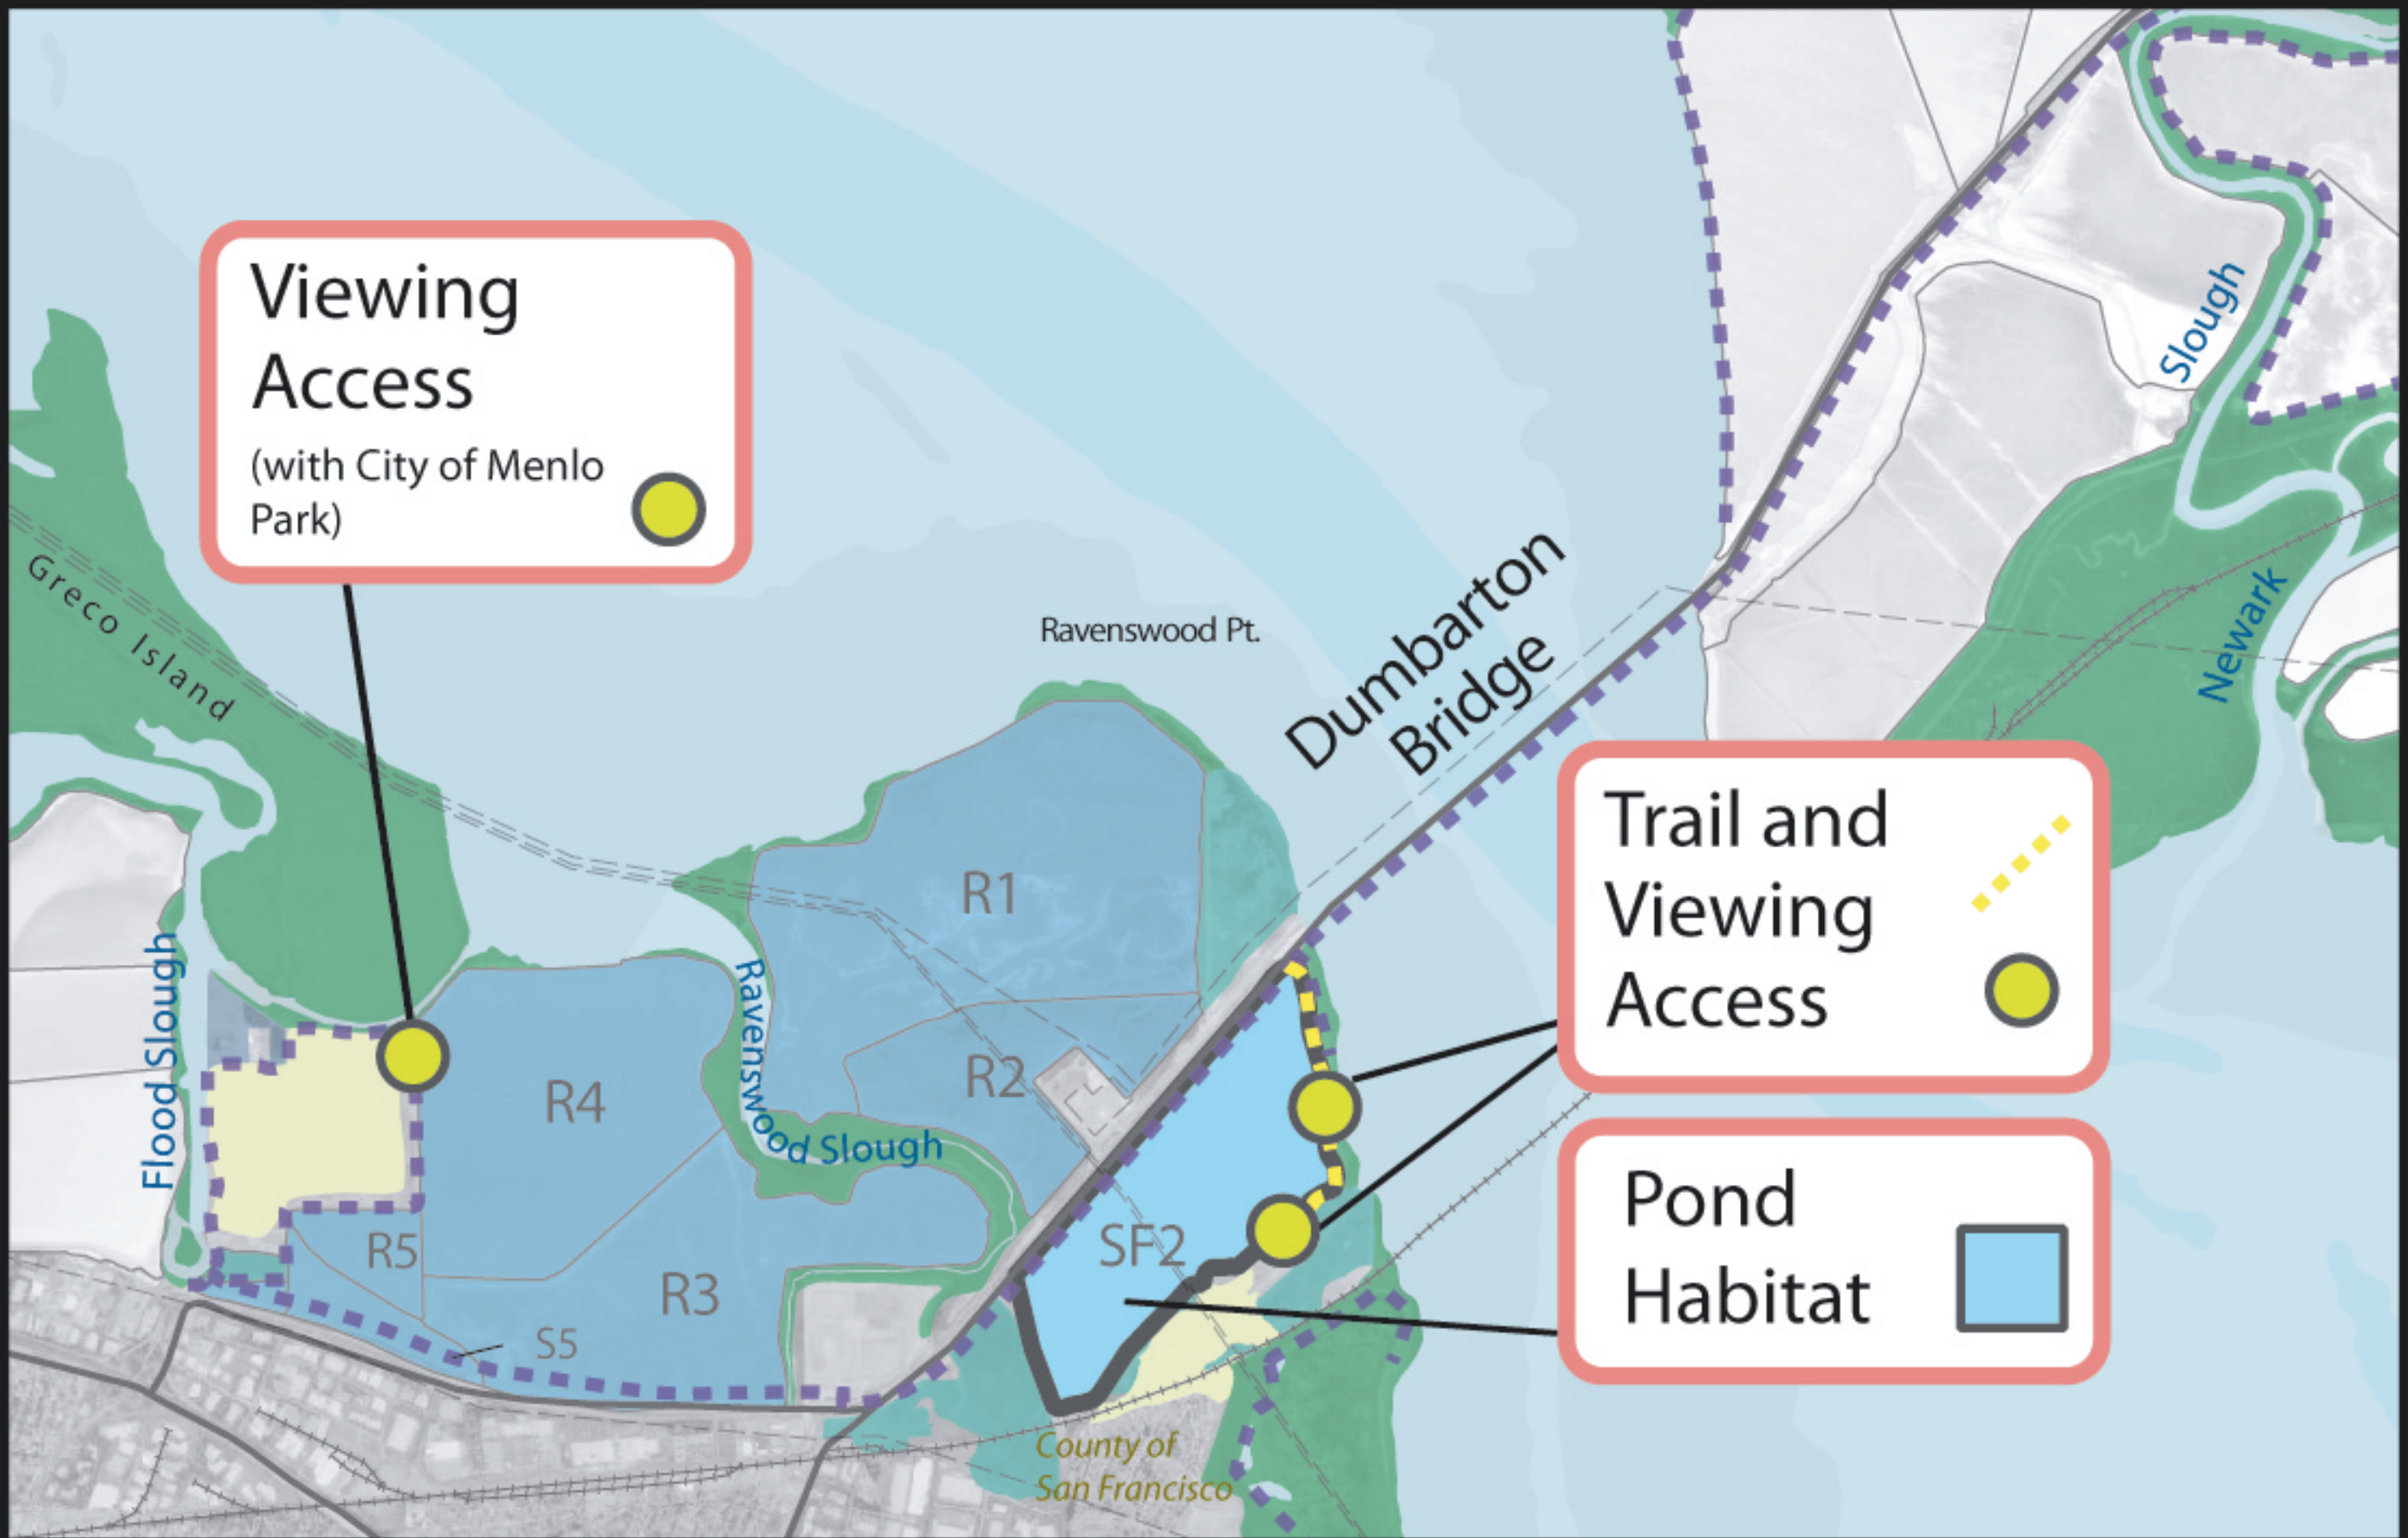 Viewing
Access
(with City of Menlo
Park)
Greco Island
Ravenswood Pt.
Dumbarton
Bridge
Slough
Newark
Trail and
Viewing
Access
Pond
Habitat
Flood Slough
Ravenswood Slough
R1
R2
R4
R5
R3
S5
SF2
County of
San Francisco